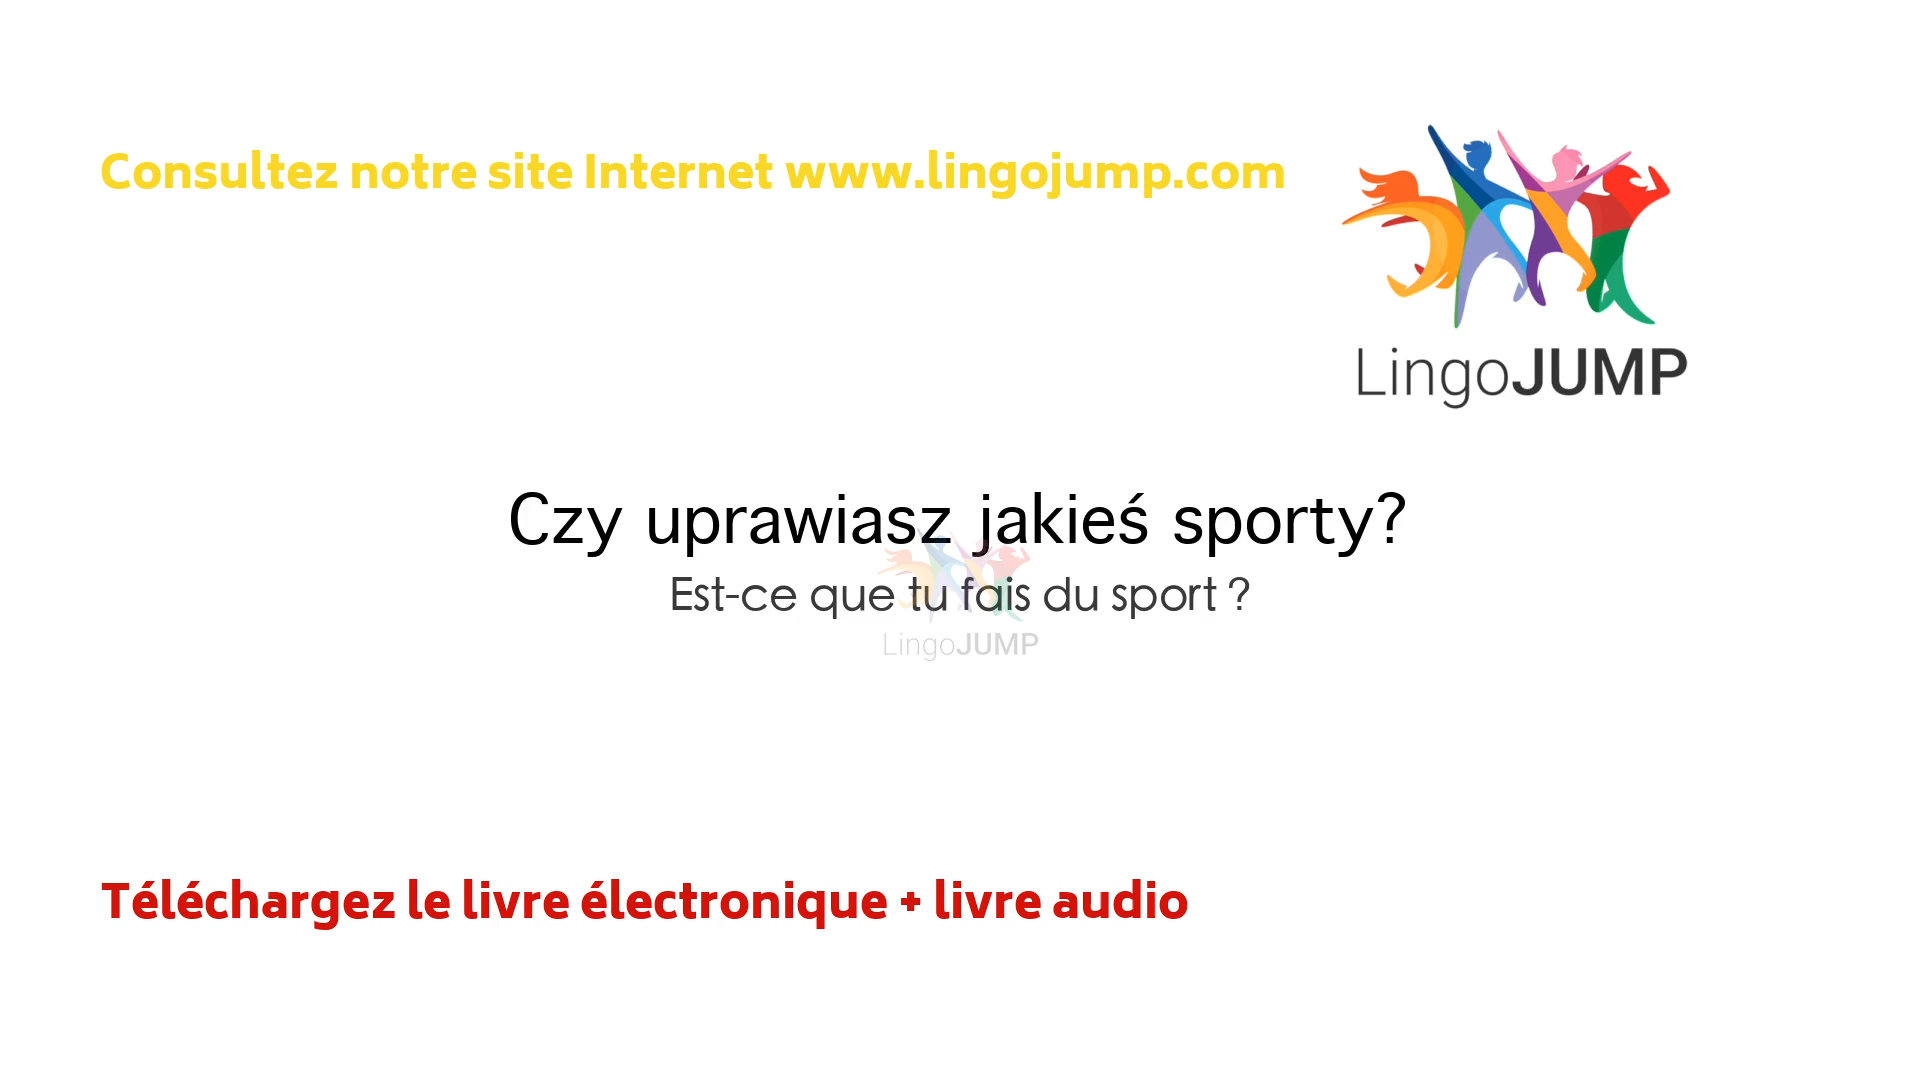 Consultez notre site Internet www.lingojump.com
LingoJUMP
Czy uprawiasz jakieś sporty?
Est-ce que tu fais du sport ?
LingoJUMP
Téléchargez le livre électronique + livre audio